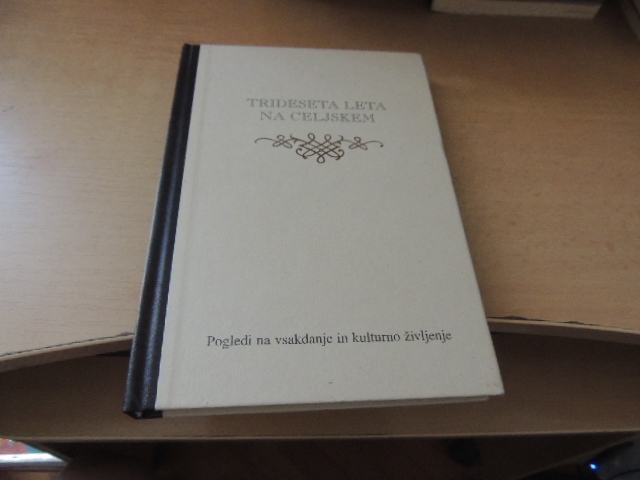 TRIDESETA LETA
NA CELJSKEM
Pogledi na vsakdanje in kulturno življenje